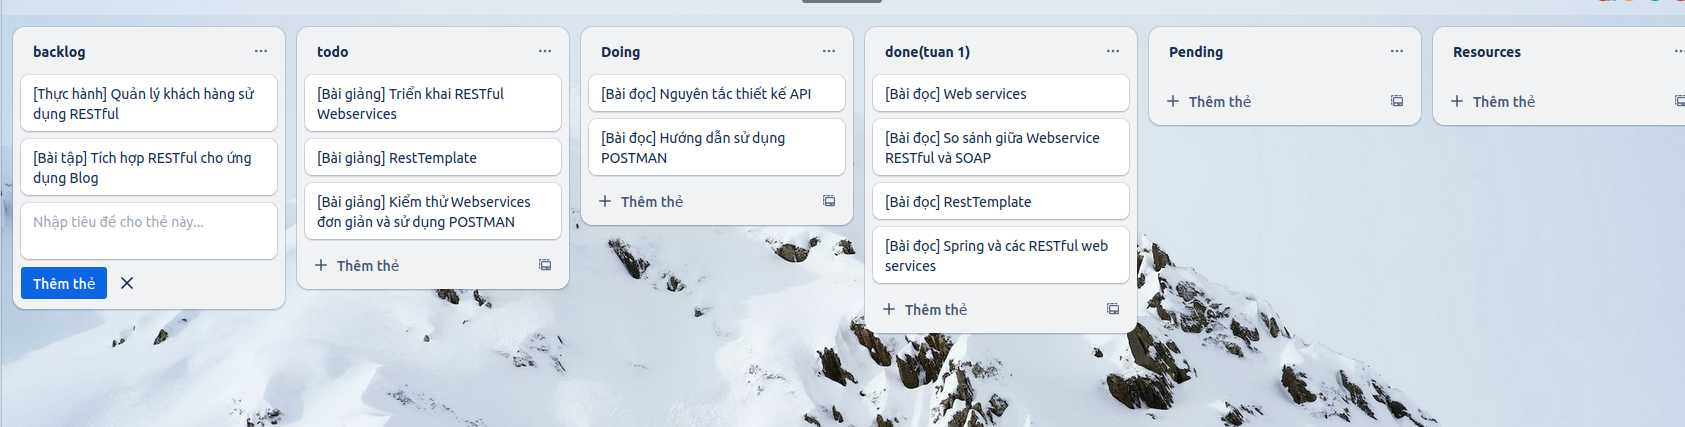 backlog
[Thực hành] Quản lý khách hàng sử
dụng RESTful
[Bài tập] Tích hợp RESTful cho ứng
dụng Blog
Nhập tiêu đề cho thẻ này...
Thêm thẻ
todo
[Bài giảng] Triển khai RESTful
Webservices
[Bài giảng] RestTemplate
[Bài giảng] Kiểm thử Webservices
đơn giản và sử dụng POSTMAN
Thêm thẻ
Doing
[Bài đọc] Nguyên tắc thiết kế API
[Bài đọc] Hướng dẫn sử dụng
POSTMAN
Thêm thẻ
done(tuan 1)
[Bài đọc] Web services
[Bài đọc] So sánh giữa Webservice
RESTful và SOAP
[Bài đọc] RestTemplate
[Bài đọc] Spring và các RESTful web
services
Thêm thẻ
Pending
Thêm thẻ
Resources
Thêm thẻ